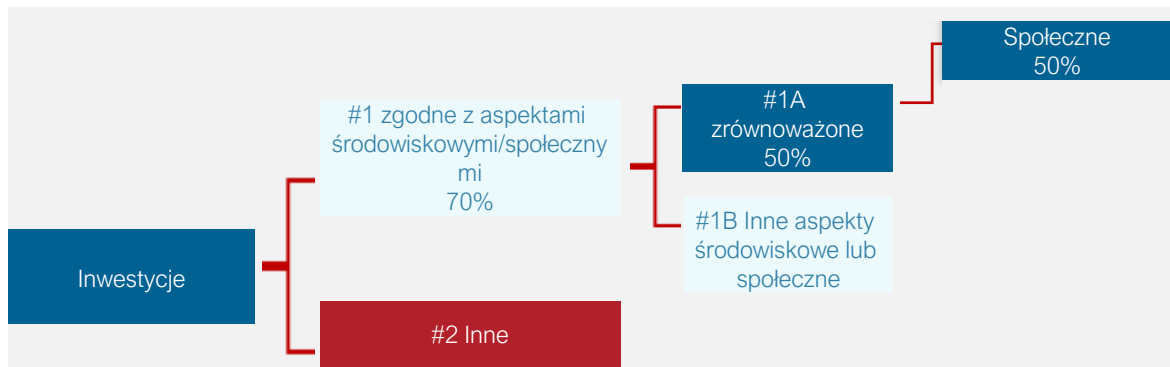 Społeczne
50%
#1A
zrównoważone
50%
#1 zgodne z aspektami
środowiskowymi/społeczny
mi
70%
#1B Inne aspekty
środowiskowe lub
społeczne
Inwestycje
#2 Inne